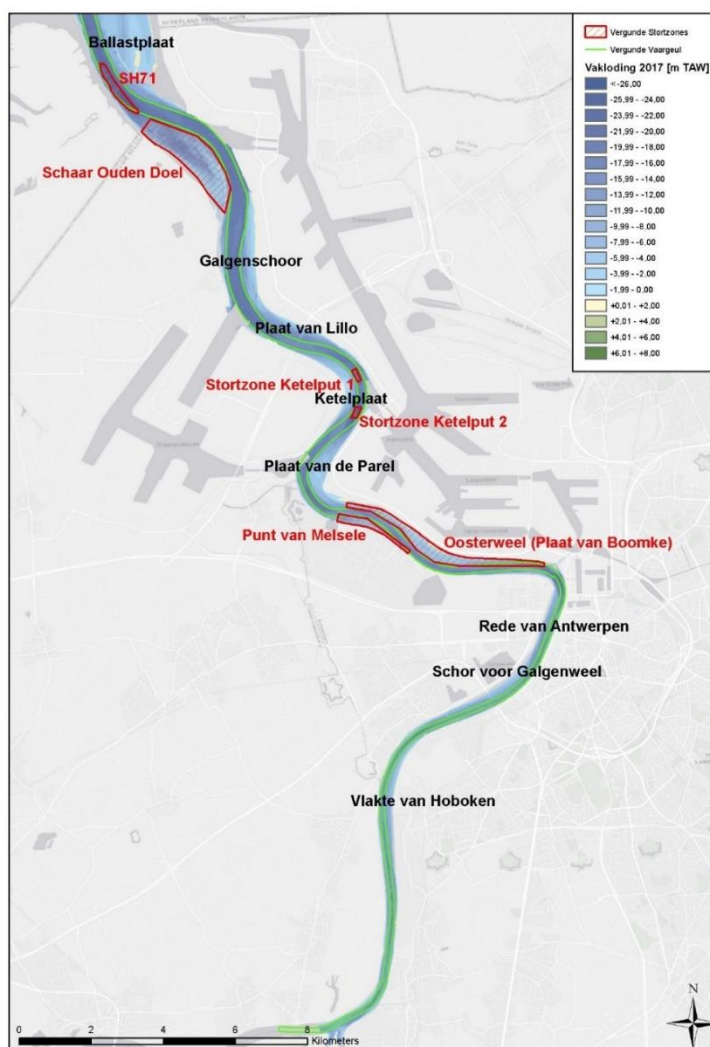 Ballastplaat
SH71
Schaar Ouden Doel
Galgenschoor
Plaat van Lillo
Stortzone Ketelput 1
Ketelplaat
Stortzone Ketelput 2
Plaat van de Parel
Punt van Melsele
Oosterweel (Plaat van Boomke)
Rede van Antwerpen
Schor voor Galgenweel
Vlakte van Hoboken
Vergunde Stortzones
Vergunde Vaargeul
Vakloding 2017 [m TAW]
<-26,00
-25,99 - -24,00
-23,99 - -22,00
-21,99 - -20,00
-19,99 - -18,00
-17,99 - -16,00
-15,99 - -14,00
-13,99 - -12,00
-11,99 - -10,00
-9,99 - -8,00
-7,99 - -6,00
-5,99 - -4,00
-3,99 - -2,00
-1,99 - 0,00
+0,01 - +2,00
+2,01 - +4,00
+4,01 - +6,00
+6,01 - +8,00
N
0 2 4 6 8
Kilometers